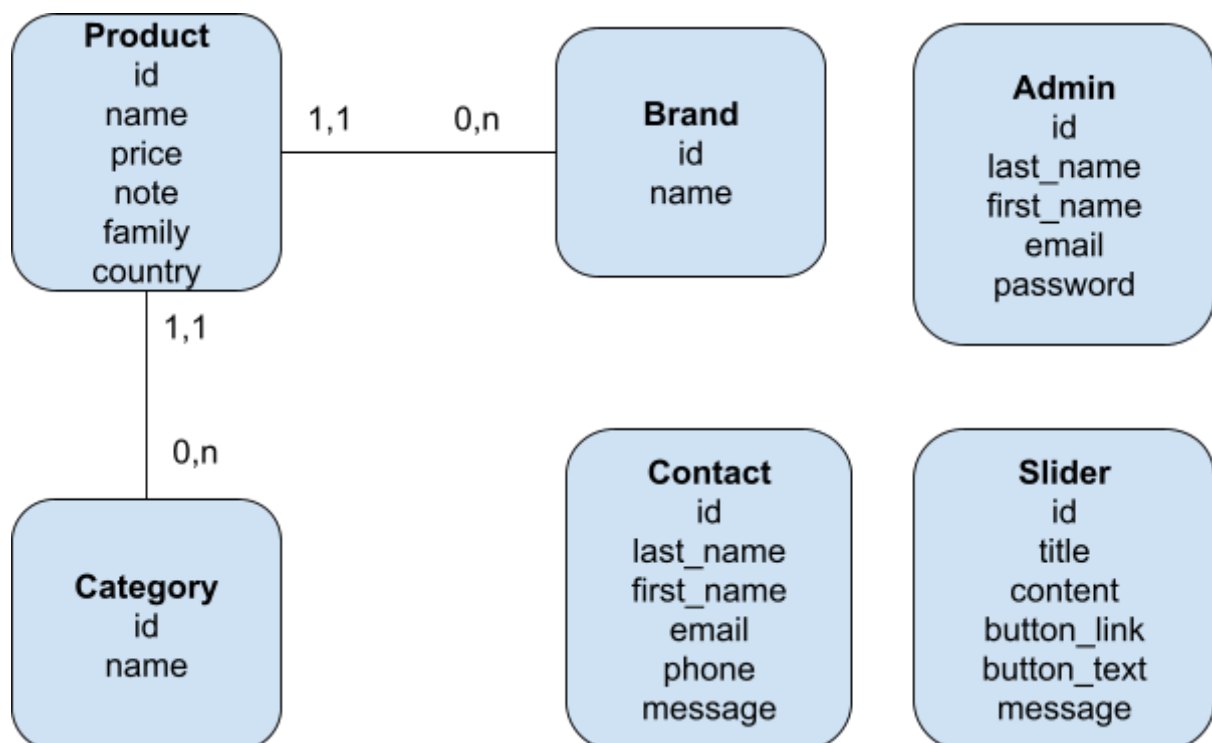 Product
id
name
price
note
family
country
1,1
0,n
Brand
id
name
Admin
id
last_name
first_name
email
password
1,1
0,n
Category
id
name
Contact
id
last_name
first_name
email
phone
message
Slider
id
title
content
button_link
button_text
message